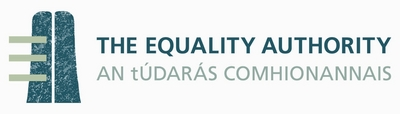 THE EQUALITY AUTHORITY
AN tÚDARÁS COMHIONANNAIS